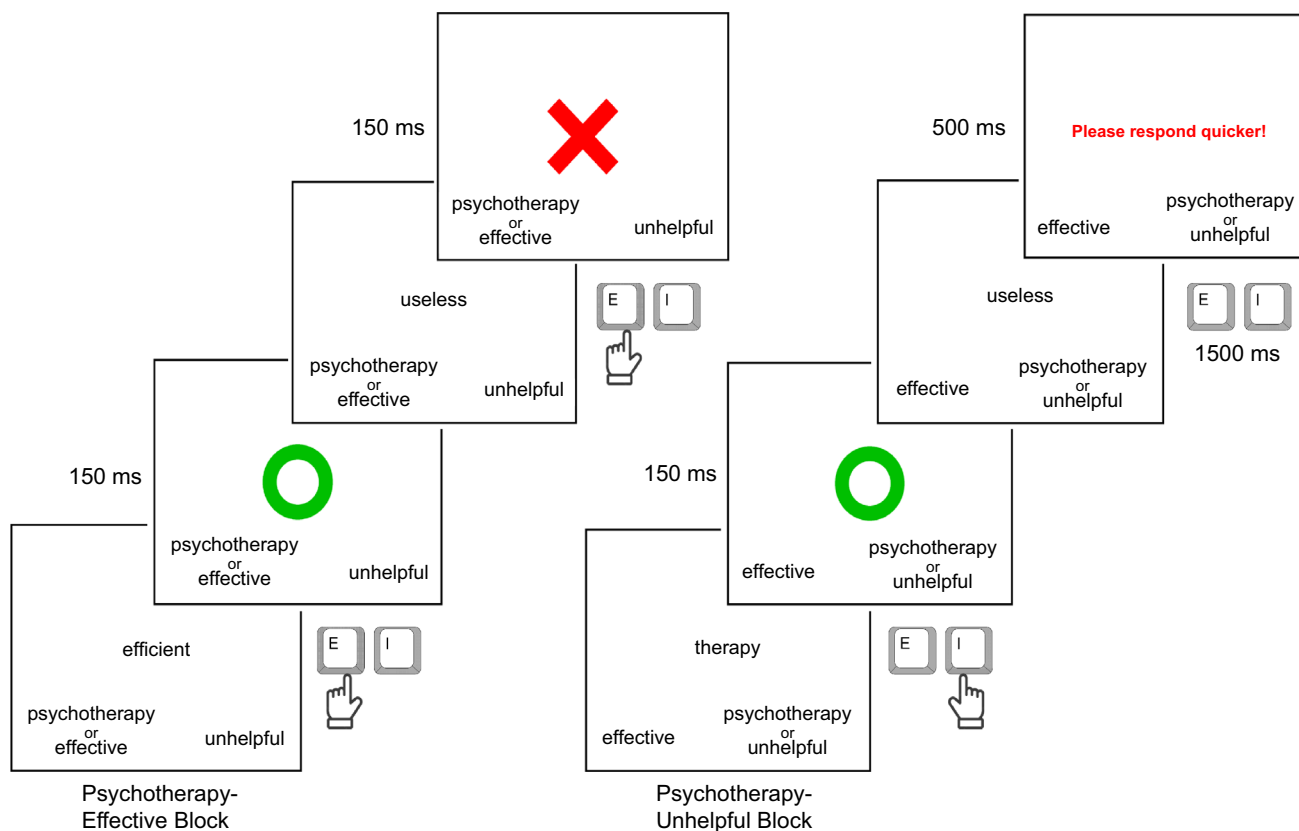 150 ms
psychotherapy
or
effective
unhelpful
useless
E
I
psychotherapy
or
effective
unhelpful
150 ms
psychotherapy
or
effective
unhelpful
efficient
E
I
psychotherapy
or
effective
unhelpful
Psychotherapy-
Effective Block
500 ms
Please respond quicker!
effective
psychotherapy
or
unhelpful
useless
E
I
1500 ms
effective
psychotherapy
or
unhelpful
150 ms
effective
psychotherapy
or
unhelpful
therapy
E
I
effective
psychotherapy
or
unhelpful
Psychotherapy-
Unhelpful Block